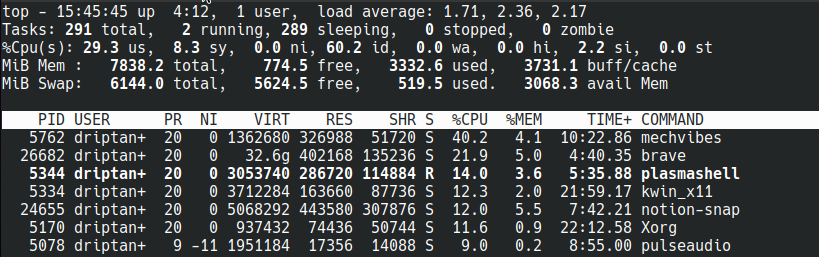 top - 15:45:45 up  4:12,  1 user,  load average: 1.71, 2.36, 2.17
Tasks: 291 total,   2 running, 289 sleeping,   0 stopped,   0 zombie
%Cpu(s): 29.3 us,  8.3 sy,  0.0 ni, 60.2 id,  0.0 wa,  0.0 hi,  2.2 si,  0.0 st
MiB Mem :   7838.2 total,    774.5 free,   3332.6 used,   3731.1 buff/cache
MiB Swap:   6144.0 total,   5624.5 free,    519.5 used.   3068.3 avail Mem
PID USER      PR  NI    VIRT    RES    SHR S  %CPU  %MEM     TIME+ COMMAND
5762 driptan+  20   0 1362680 326988  51720 S  40.2   4.1  10:22.86 mechvibes
26682 driptan+  20   0   32.6g 402168 135236 S  21.9   5.0   4:40.35 brave
5344 driptan+  20   0 3053740 286720 114884 R  14.0   3.6   5:35.88 plasmashell
5334 driptan+  20   0 3712284 163660  87736 S  12.3   2.0  21:59.17 kwin_x11
24655 driptan+  20   0 5068292 443580 307876 S  12.0   5.5   7:42.21 notion-snap
5170 driptan+  20   0  937432  74436  50744 S  11.6   0.9  22:12.58 Xorg
5078 driptan+   9 -11 1951184  17356  14088 S   9.0   0.2   8:55.00 pulseaudio